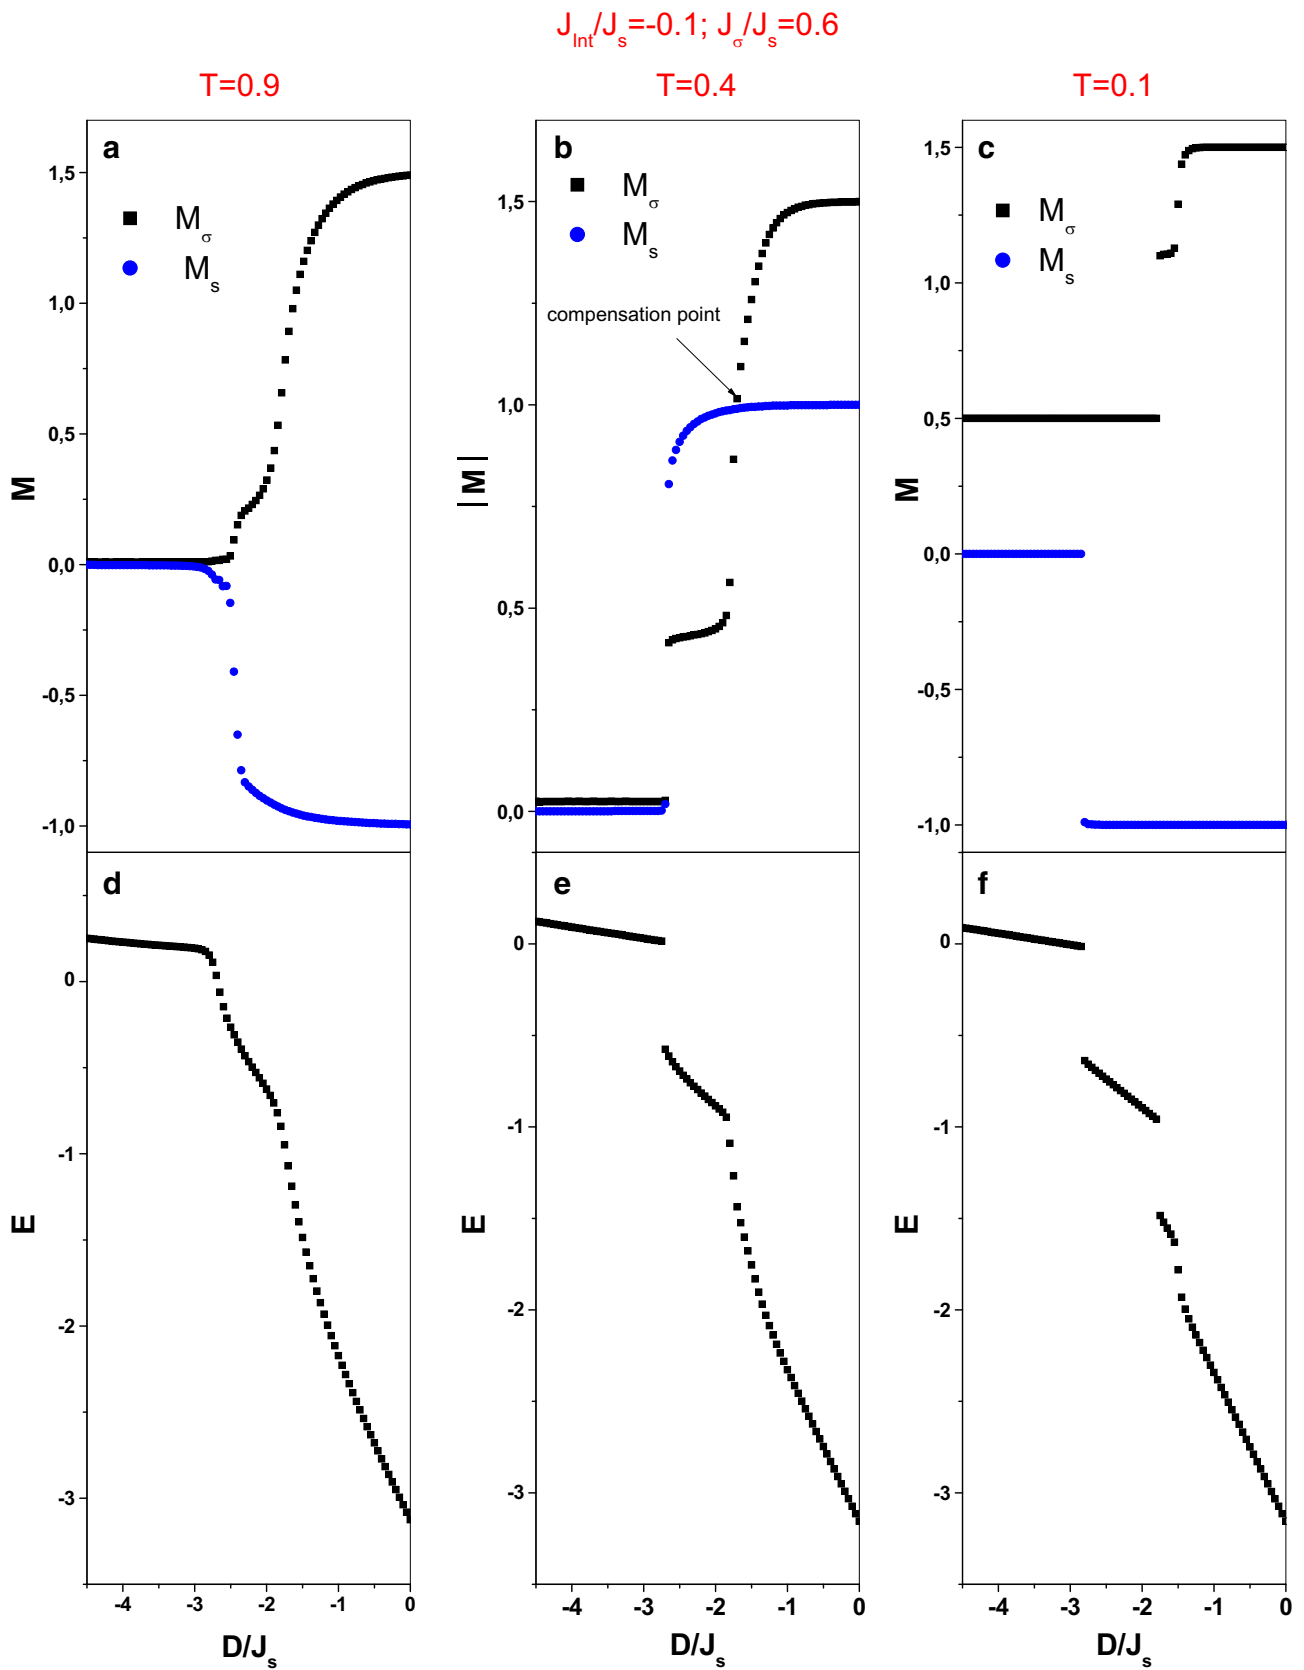 J_Int/J_s=-0.1; J_σ/J_s=0.6
T=0.9
T=0.4
T=0.1
a
M_σ
M_s
1,5
1,0
0,5
0,0
-0,5
-1,0
M
b
M_σ
M_s
compensation point
1,5
1,0
0,5
0,0
|M|
c
M_σ
M_s
1,5
1,0
0,5
0,0
-0,5
-1,0
M
d
0
-1
-2
-3
E
-4 -3 -2 -1 0
D/J_s
e
0
-1
-2
-3
E
-4 -3 -2 -1 0
D/J_s
f
0
-1
-2
-3
E
-4 -3 -2 -1 0
D/J_s